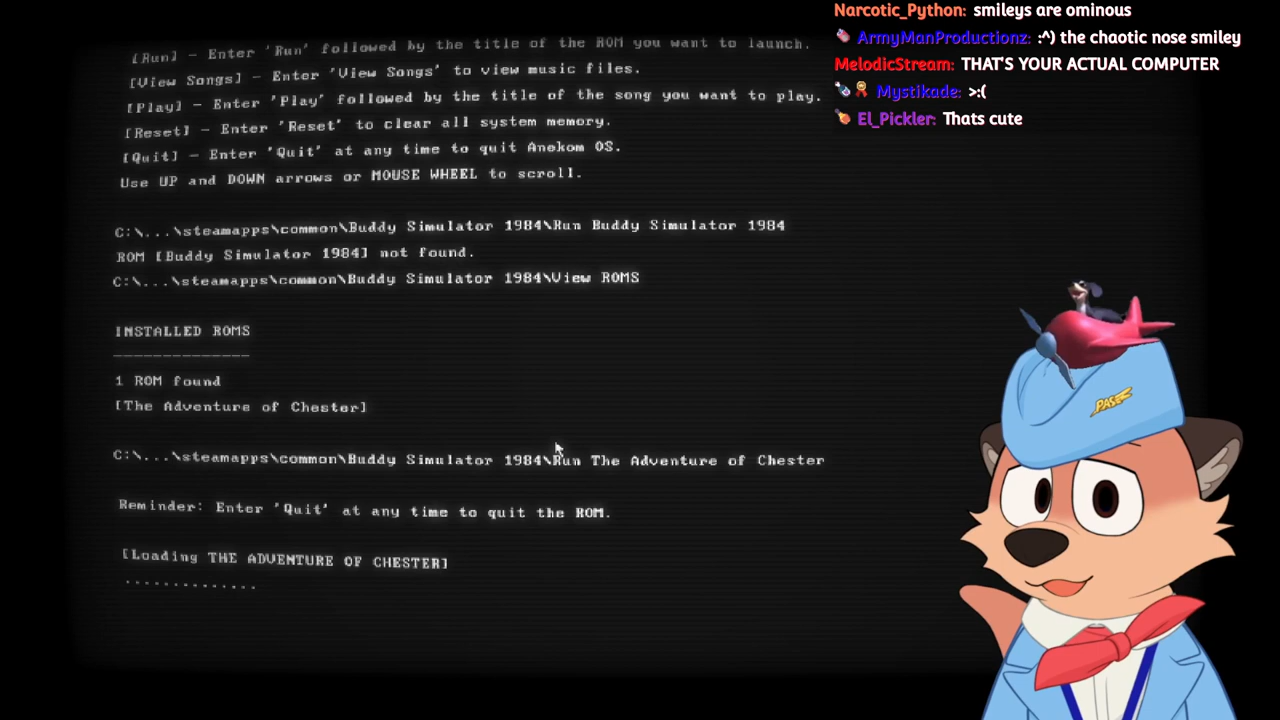 [Run] - Enter 'Run' followed by the title of the ROM you want to launch.
[View Songs] - Enter 'View Songs' to view music files.
[Play] - Enter 'Play' followed by the title of the song you want to play.
[Reset] - Enter 'Reset' to clear all system memory.
[Quit] - Enter 'Quit' at any time to quit Anekom OS.
Use UP and DOWN arrows or MOUSE WHEEL to scroll.
C:\...\steamapps\common\Buddy Simulator 1984\Run Buddy Simulator 1984
ROM [Buddy Simulator 1984] not found.
C:\...\steamapps\common\Buddy Simulator 1984\View ROMS
INSTALLED ROMS
--------------
1 ROM found
[The Adventure of Chester]
C:\...\steamapps\common\Buddy Simulator 1984\Run The Adventure of Chester
Reminder: Enter 'Quit' at any time to quit the ROM.
[Loading THE ADVENTURE OF CHESTER]
..............
Narcotic_Python: smileys are ominous
ArmyManProductionz: :^) the chaotic nose smiley
MelodicStream: THAT'S YOUR ACTUAL COMPUTER
Mystikade: >:(
El_Pickler: Thats cute
PASE